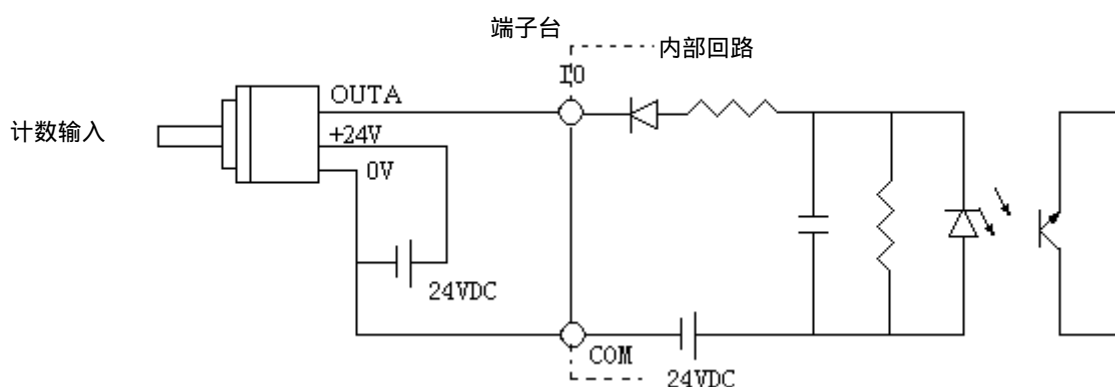 端子台
内部回路
I0
OUTA
计数输入
+24V
0V
24VDC
COM
24VDC